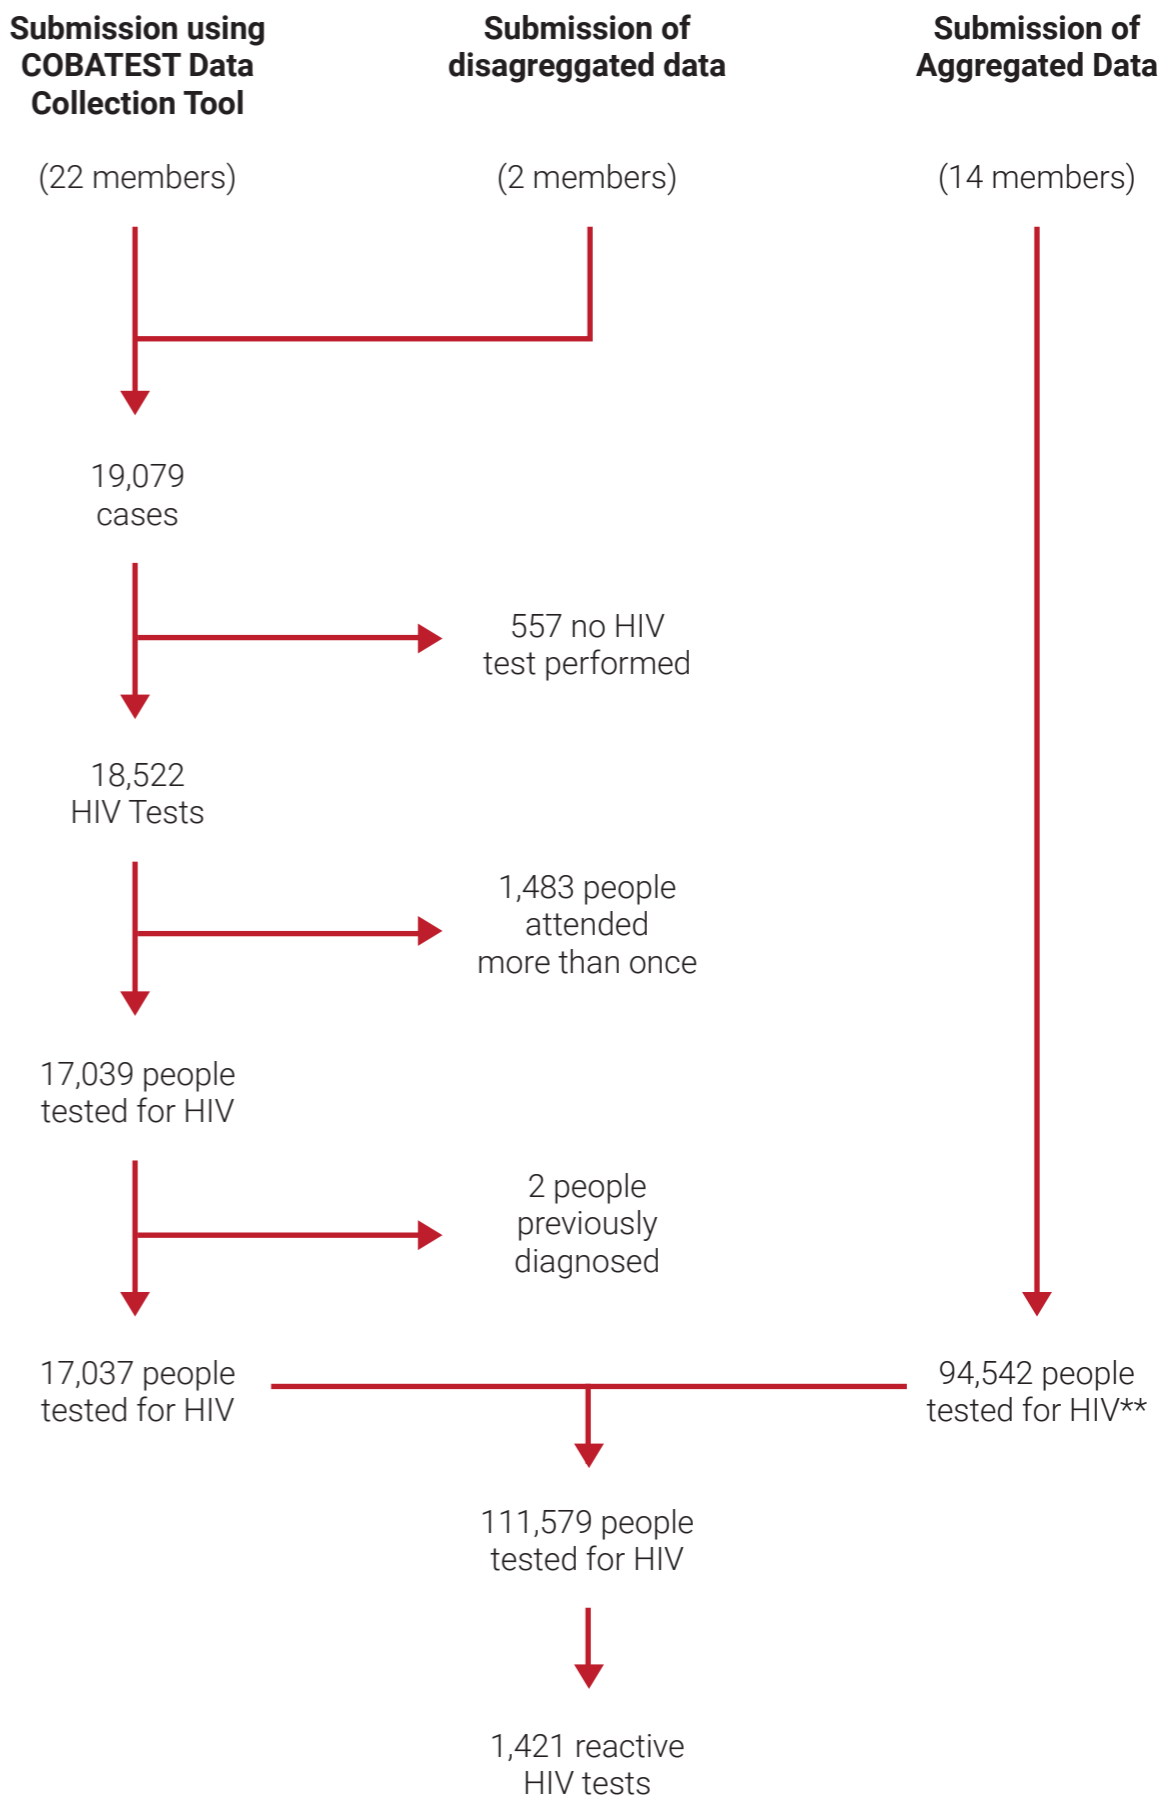 Submission using
COBATEST Data
Collection Tool
(22 members)
Submission of
disagreggated data
(2 members)
Submission of
Aggregated Data
(14 members)
19,079
cases
557 no HIV
test performed
18,522
HIV Tests
1,483 people
attended
more than once
17,039 people
tested for HIV
2 people
previously
diagnosed
17,037 people
tested for HIV
94,542 people
tested for HIV**
111,579 people
tested for HIV
1,421 reactive
HIV tests